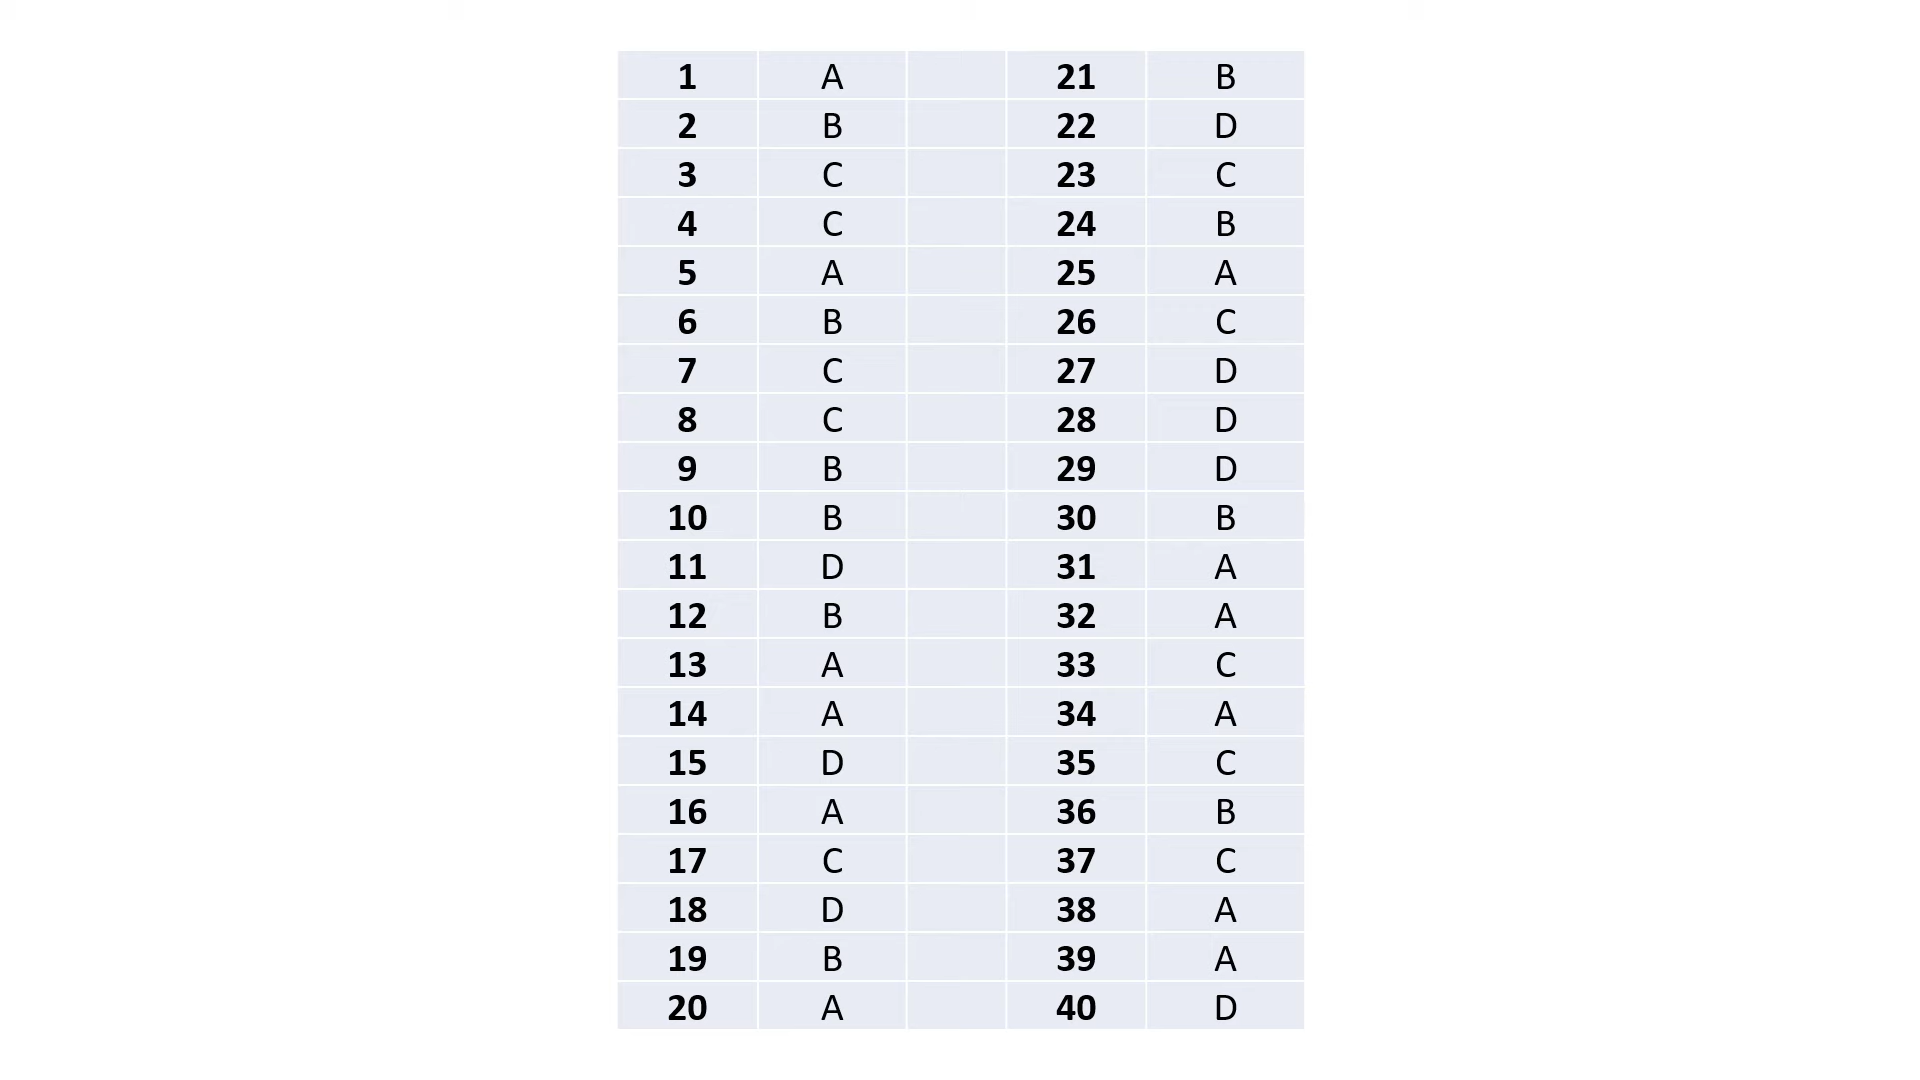 1 A 21 B
2 B 22 D
3 C 23 C
4 C 24 B
5 A 25 A
6 B 26 C
7 C 27 D
8 C 28 D
9 B 29 D
10 B 30 B
11 D 31 A
12 B 32 A
13 A 33 C
14 A 34 A
15 D 35 C
16 A 36 B
17 C 37 C
18 D 38 A
19 B 39 A
20 A 40 D